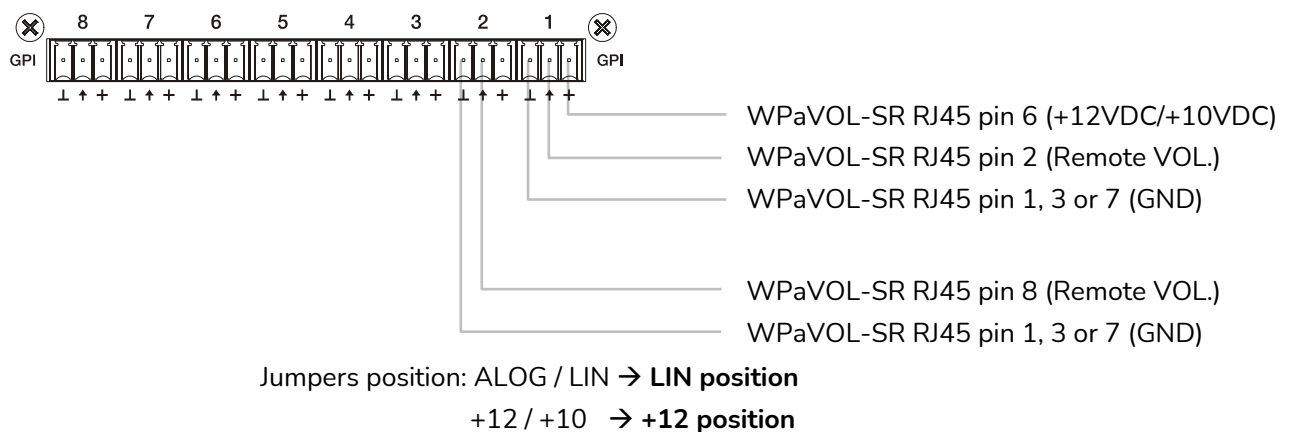 8 7 6 5 4 3 2 1
GPI GPI
⊥ ↑ + ⊥ ↑ + ⊥ ↑ + ⊥ ↑ + ⊥ ↑ + ⊥ ↑ + ⊥ ↑ + ⊥ ↑ +
WPaVOL-SR RJ45 pin 6 (+12VDC/+10VDC)
WPaVOL-SR RJ45 pin 2 (Remote VOL.)
WPaVOL-SR RJ45 pin 1, 3 or 7 (GND)
WPaVOL-SR RJ45 pin 8 (Remote VOL.)
WPaVOL-SR RJ45 pin 1, 3 or 7 (GND)
Jumpers position: ALOG / LIN → LIN position
+12 / +10 → +12 position